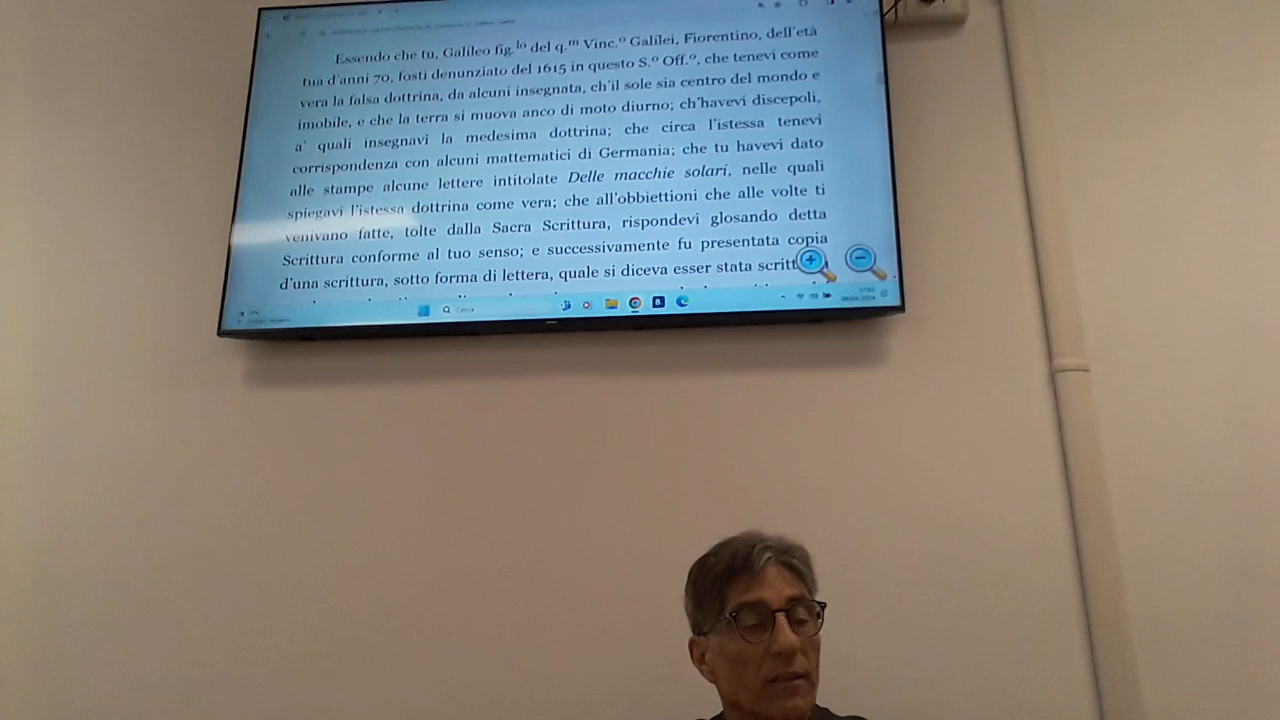 Essendo che tu, Galileo fig.lo del q.m Vinc.o Galilei, Fiorentino, dell'età
tua d'anni 70, fosti denunziato del 1615 in questo S.o Off.o, che tenevi come
vera la falsa dottrina, da alcuni insegnata, ch'il sole sia centro del mondo e
imobile, e che la terra si muova anco di moto diurno; ch'havevi discepoli,
a' quali insegnavi la medesima dottrina; che circa l'istessa tenevi
corrispondenza con alcuni mattematici di Germania; che tu havevi dato
alle stampe alcune lettere intitolate Delle macchie solari, nelle quali
spiegavi l'istessa dottrina come vera; che all'obbiettioni che alle volte ti
venivano fatte, tolte dalla Sacra Scrittura, rispondevi glosando detta
Scrittura conforme al tuo senso; e successivamente fu presentata copia
d'una scrittura, sotto forma di lettera, quale si diceva esser stata
Cerca